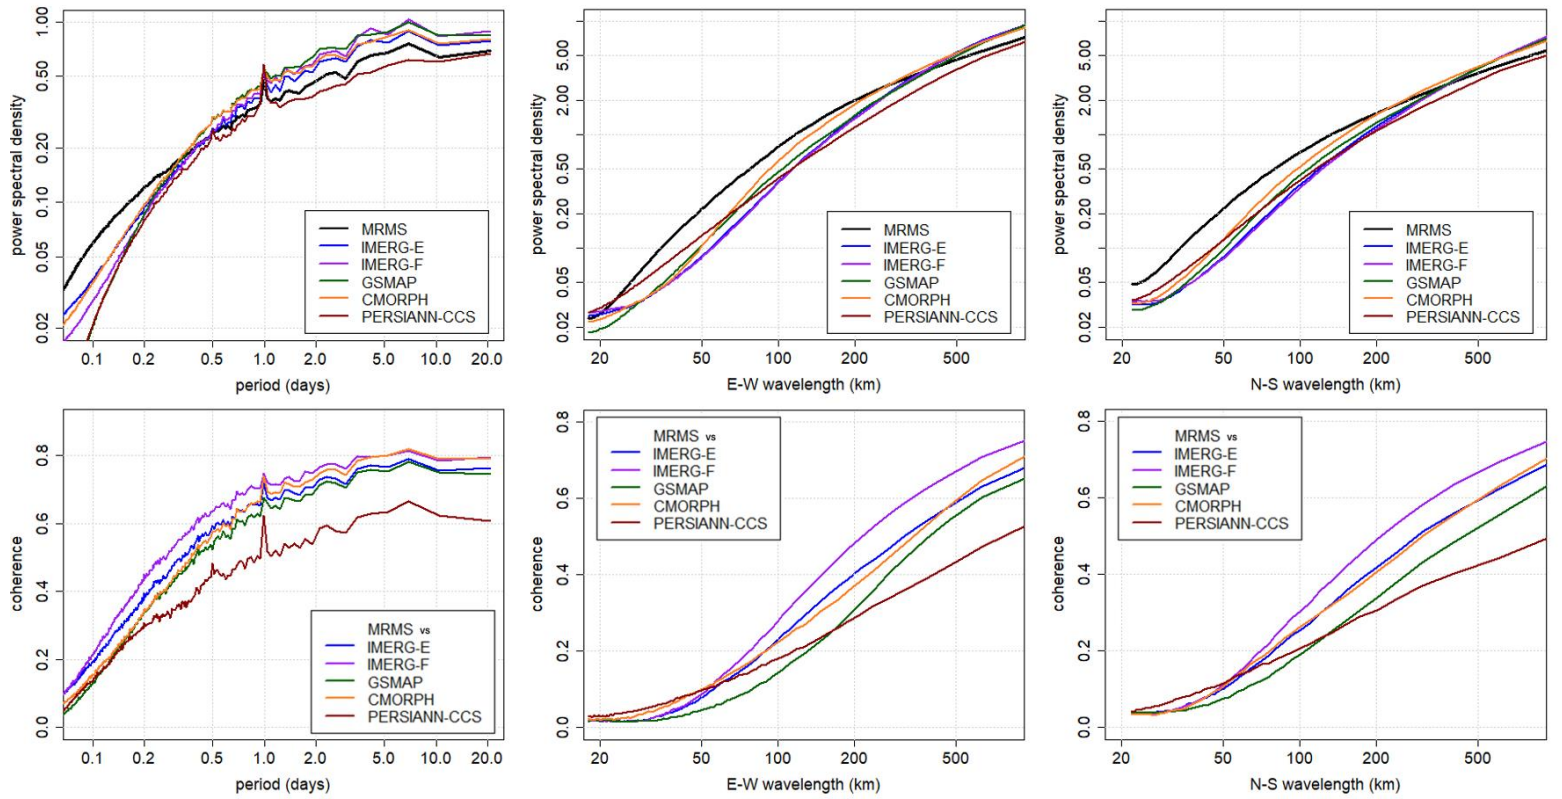 power spectral density
1.00
0.50
0.20
0.10
0.05
0.02
MRMS
IMERG-E
IMERG-F
GSMAP
CMORPH
PERSIANN-CCS
0.1 0.2 0.5 1.0 2.0 5.0 10.0 20.0
period (days)
power spectral density
5.00
2.00
0.50
0.20
0.05
0.02
MRMS
IMERG-E
IMERG-F
GSMAP
CMORPH
PERSIANN-CCS
20 50 100 200 500
E-W wavelength (km)
power spectral density
5.00
2.00
0.50
0.20
0.05
0.02
MRMS
IMERG-E
IMERG-F
GSMAP
CMORPH
PERSIANN-CCS
20 50 100 200 500
N-S wavelength (km)
coherence
0.8
0.6
0.4
0.2
0.0
MRMS vs
IMERG-E
IMERG-F
GSMAP
CMORPH
PERSIANN-CCS
0.1 0.2 0.5 1.0 2.0 5.0 10.0 20.0
period (days)
coherence
0.8
0.6
0.4
0.2
0.0
MRMS vs
IMERG-E
IMERG-F
GSMAP
CMORPH
PERSIANN-CCS
20 50 100 200 500
E-W wavelength (km)
coherence
0.8
0.6
0.4
0.2
0.0
MRMS vs
IMERG-E
IMERG-F
GSMAP
CMORPH
PERSIANN-CCS
20 50 100 200 500
N-S wavelength (km)